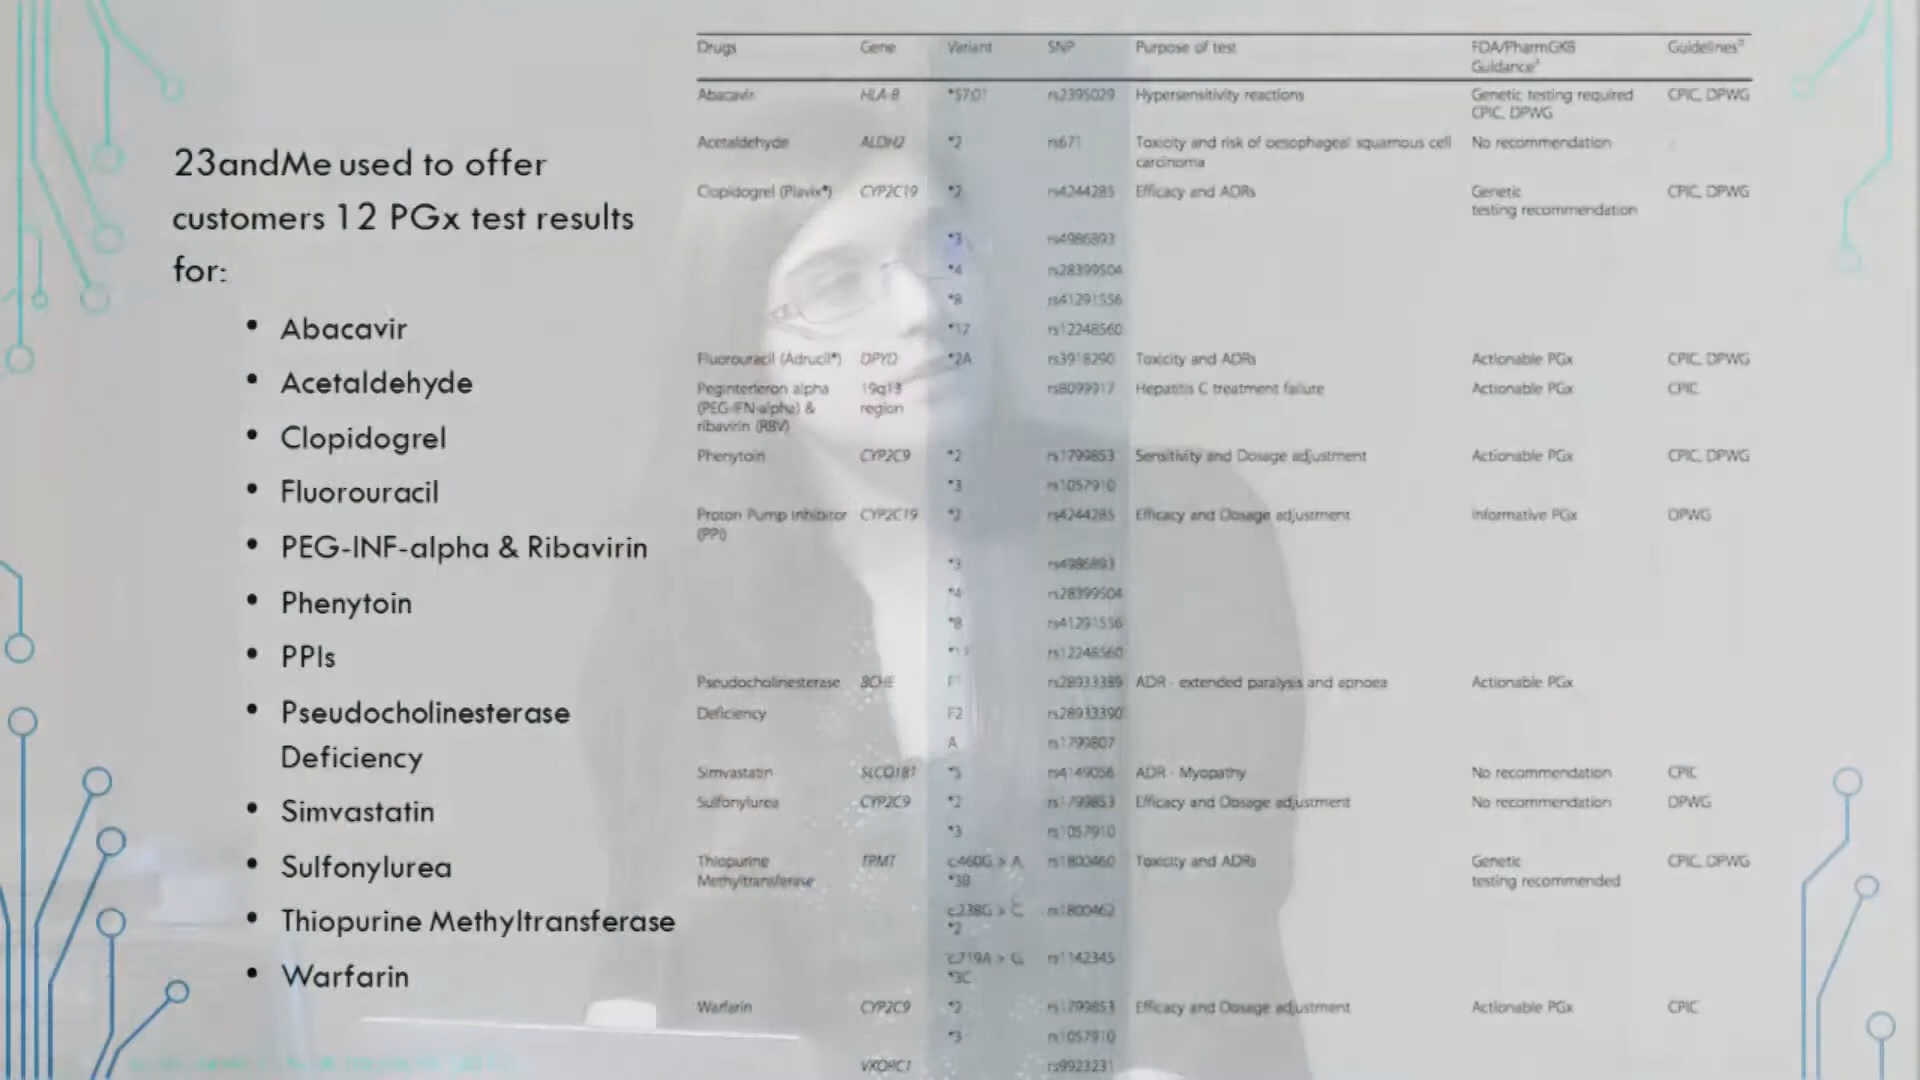 23andMe used to offer
customers 12 PGx test results
for:
• Abacavir
• Acetaldehyde
• Clopidogrel
• Fluorouracil
• PEG-INF-alpha & Ribavirin
• Phenytoin
• PPIs
• Pseudocholinesterase
Deficiency
• Simvastatin
• Sulfonylurea
• Thiopurine Methyltransferase
• Warfarin
Drugs Gene Variant SNP Purpose of test FDA/PharmGKB Guidelines
Guidance
Abacavir HLA-B *57:01 rs2395029 Hypersensitivity reactions Genetic testing required CPIC, DPWG
CPIC, DPWG
Acetaldehyde ALDH2 *2 rs671 Toxicity and risk of oesophageal squamous cell No recommendation
carcinoma
Clopidogrel (Plavix®) CYP2C19 *2 rs4244285 Efficacy and ADRs Genetic CPIC, DPWG
testing recommendation
*3 rs4986893
*4 rs28399504
*8 rs41291556
*17 rs12248560
Fluorouracil (Adrucil®) DPYD *2A rs3918290 Toxicity and ADRs Actionable PGx CPIC, DPWG
Peginterferon alpha 19q13 rs8099917 Hepatitis C treatment failure Actionable PGx CPIC
(PEG-IFN-alpha) & region
ribavirin (RBV)
Phenytoin CYP2C9 *2 rs1799853 Sensitivity and Dosage adjustment Actionable PGx CPIC, DPWG
*3 rs1057910
Proton Pump Inhibitor CYP2C19 *2 rs4244285 Efficacy and Dosage adjustment Informative PGx DPWG
(PPI)
*3 rs4986893
*4 rs28399504
*8 rs41291556
rs12248560
Pseudocholinesterase BCHE rs28933389 ADR - extended paralysis and apnoea Actionable PGx
Deficiency F2 rs28933390
A rs1799807
Simvastatin SLCO1B1 *5 rs4149056 ADR - Myopathy No recommendation CPIC
Sulfonylurea CYP2C9 *2 rs1799853 Efficacy and Dosage adjustment No recommendation DPWG
*3 rs1057910
Thiopurine TPMT c460G > A rs1800460 Toxicity and ADRs Genetic CPIC, DPWG
Methyltransferase *3B testing recommended
c238G > C rs1800462
*2
c719A > G rs1142345
*3C
Warfarin CYP2C9 *2 rs1799853 Efficacy and Dosage adjustment Actionable PGx CPIC
*3 rs1057910
VKORC1 rs9923231